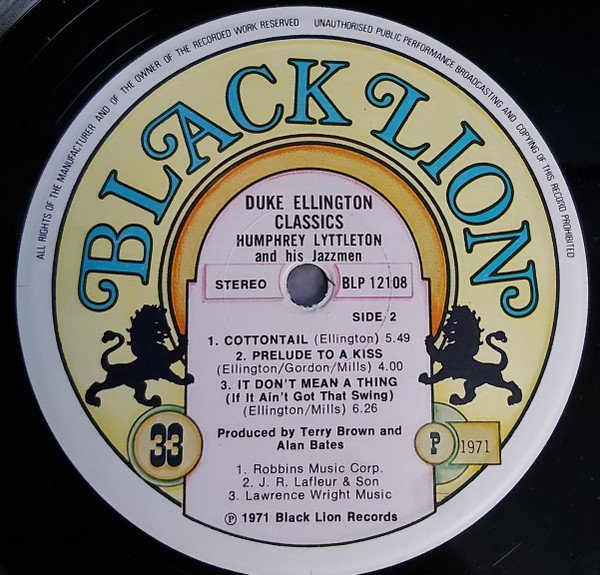 ALL RIGHTS OF THE MANUFACTURER AND OF THE OWNER OF THE RECORDED WORK RESERVED UNAUTHORISED PUBLIC PERFORMANCE BROADCASTING AND COPYING OF THIS RECORD PROHIBITED
BLACK LION
DUKE ELLINGTON
CLASSICS
HUMPHREY LYTTLETON
and his Jazzmen
STEREO BLP 12108
SIDE 2
1. COTTONTAIL (Ellington) 5.49
2. PRELUDE TO A KISS
(Ellington/Gordon/Mills) 4.00
3. IT DON'T MEAN A THING
(If It Ain't Got That Swing)
(Ellington/Mills) 6.26
Produced by Terry Brown and
Alan Bates
33
P 1971
1. Robbins Music Corp.
2. J. R. Lafleur & Son
3. Lawrence Wright Music
℗ 1971 Black Lion Records